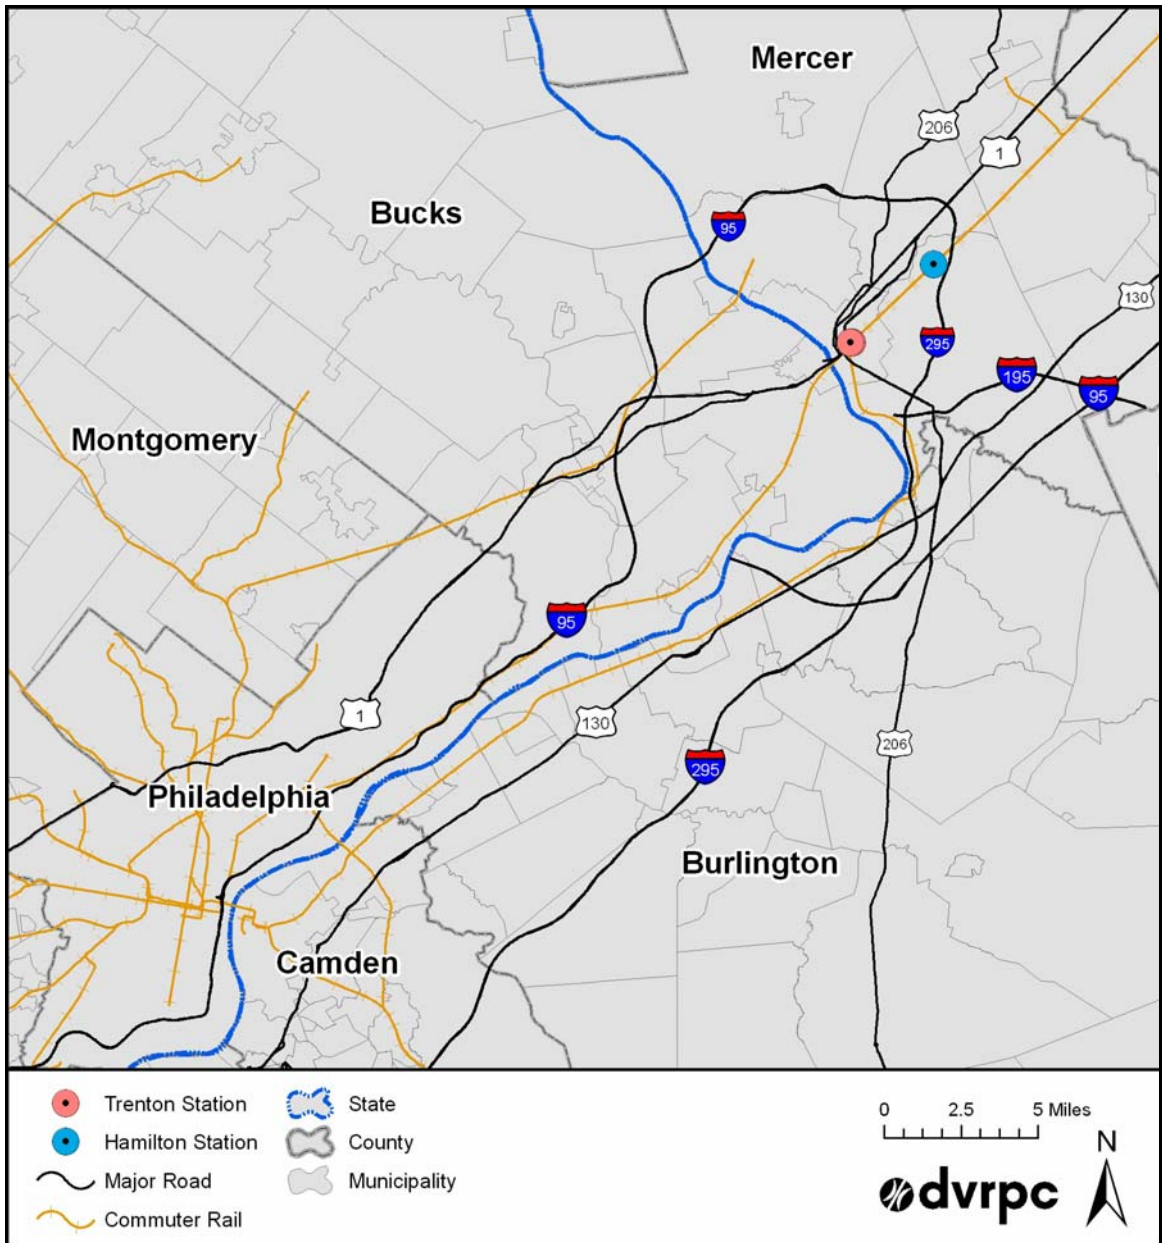 Mercer
206
1
Bucks
95
130
295
195
95
Montgomery
95
1
130
206
295
Philadelphia
Burlington
Camden
Trenton Station
State
0 2.5 5 Miles
Hamilton Station
County
N
Major Road
Municipality
dvrpc
Commuter Rail